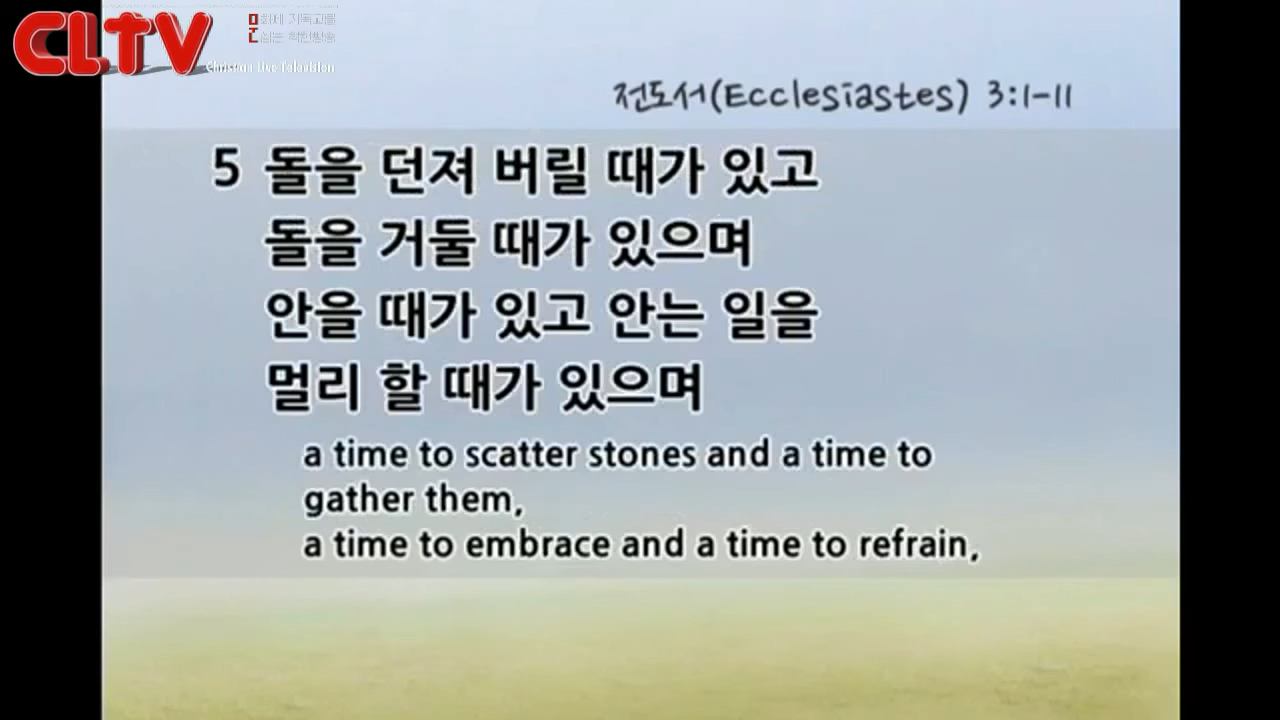 CLTV
Christian Live Television
전도서(Ecclesiastes) 3:1-11
5 돌을 던져 버릴 때가 있고
돌을 거둘 때가 있으며
안을 때가 있고 안는 일을
멀리 할 때가 있으며
a time to scatter stones and a time to
gather them,
a time to embrace and a time to refrain,